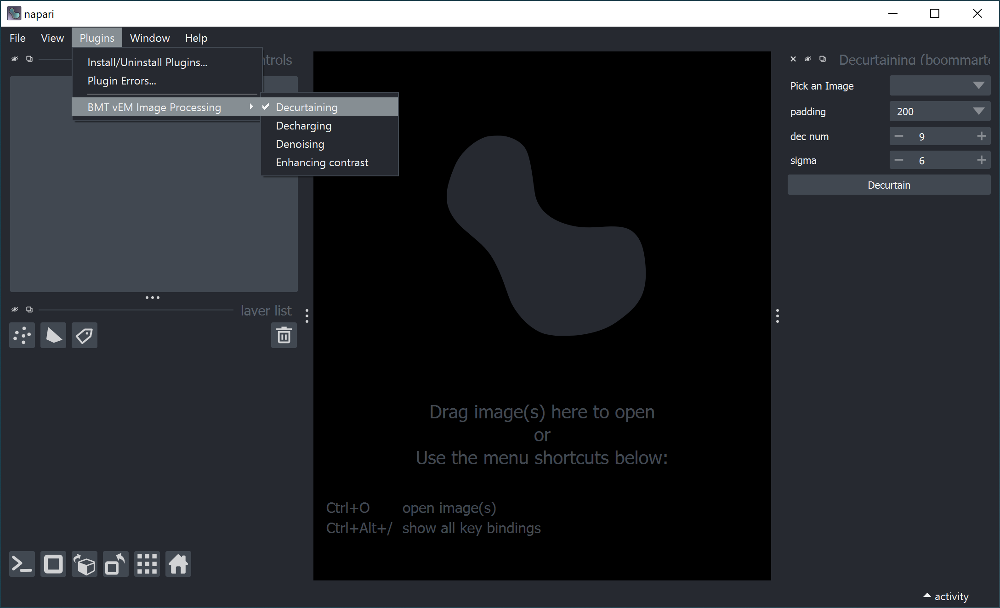 napari
File View Plugins Window Help
Install/Uninstall Plugins...
Plugin Errors...
BMT vEM Image Processing
Decurtaining
Decharging
Denoising
Enhancing contrast
layer list
Drag image(s) here to open
or
Use the menu shortcuts below:
Ctrl+O open image(s)
Ctrl+Alt+/ show all key bindings
Decurtaining (boommarte
Pick an Image
padding 200
dec num 9
sigma 6
Decurtain
activity